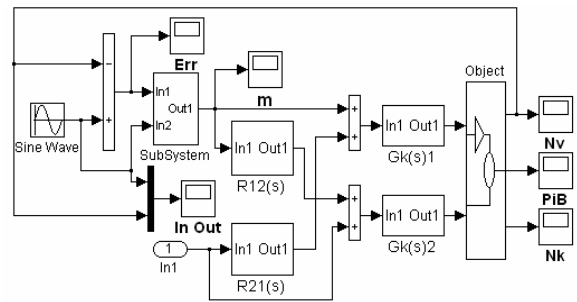 Err
Object
−
+
In1
Out1
In2
SubSystem
m
Sine Wave
+
+
In1 Out1
Gk(s)1
In1 Out1
R12(s)
Nv
PiB
In Out
+
+
In1 Out1
Gk(s)2
Nk
1
In1
In1 Out1
R21(s)